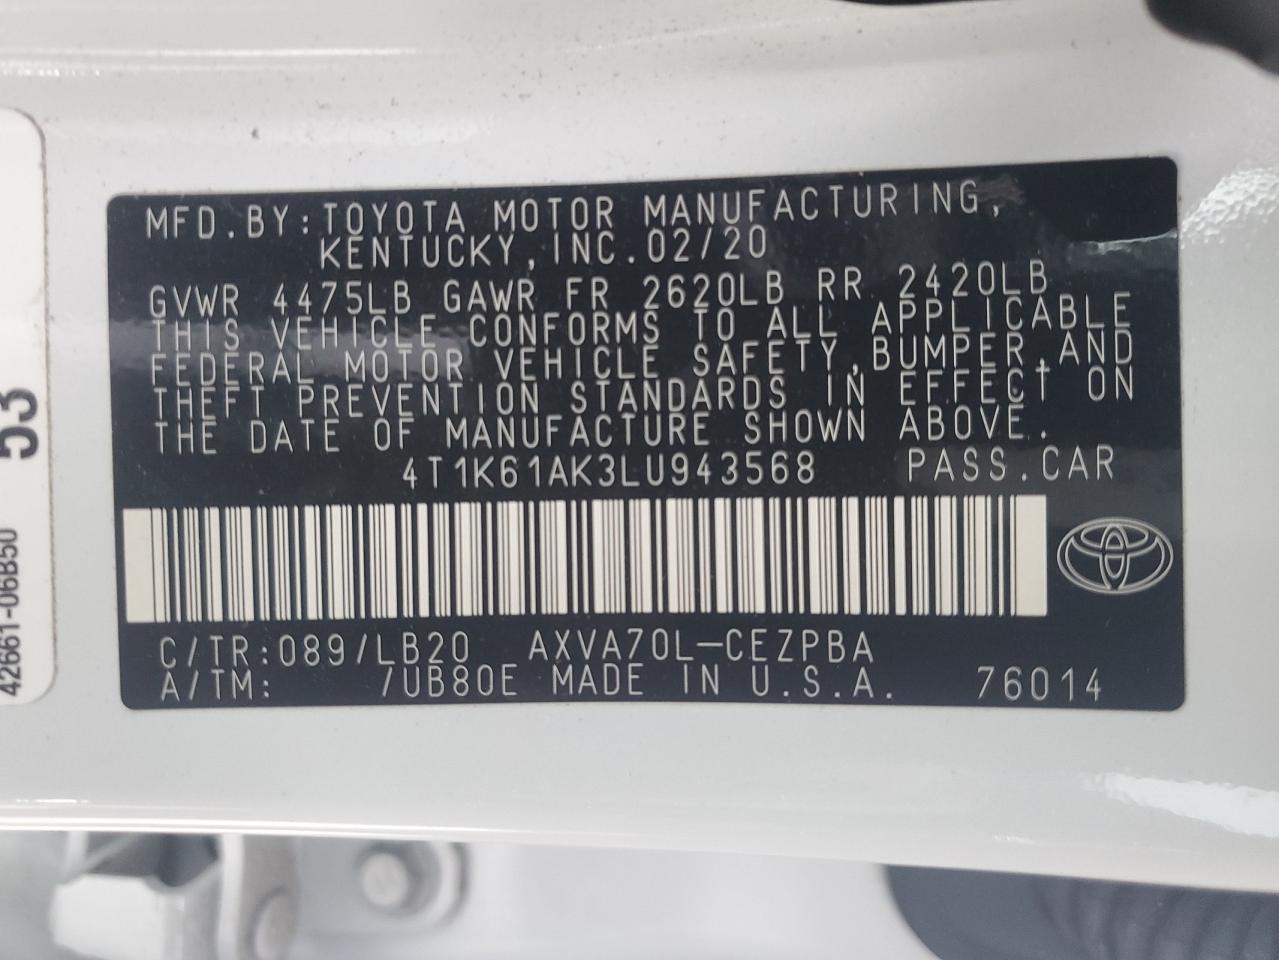 MFD.BY:TOYOTA MOTOR MANUFACTURING,
KENTUCKY,INC.02/20
GVWR 4475LB GAWR FR 2620LB RR 2420LB
THIS VEHICLE CONFORMS TO ALL APPLICABLE
FEDERAL MOTOR VEHICLE SAFETY,BUMPER,AND
THEFT PREVENTION STANDARDS IN EFFECT ON
THE DATE OF MANUFACTURE SHOWN ABOVE.
4T1K61AK3LU943568 PASS.CAR
C/TR:089/LB20 AXVA70L-CEZPBA
A/TM: /UB80E MADE IN U.S.A. 76014
53
42661-06B50